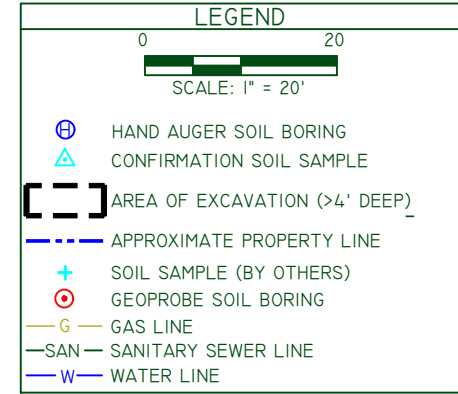 LEGEND
0 20
SCALE: 1" = 20'
H HAND AUGER SOIL BORING
CONFIRMATION SOIL SAMPLE
AREA OF EXCAVATION (>4' DEEP)
APPROXIMATE PROPERTY LINE
SOIL SAMPLE (BY OTHERS)
GEOPROBE SOIL BORING
G GAS LINE
SAN SANITARY SEWER LINE
W WATER LINE